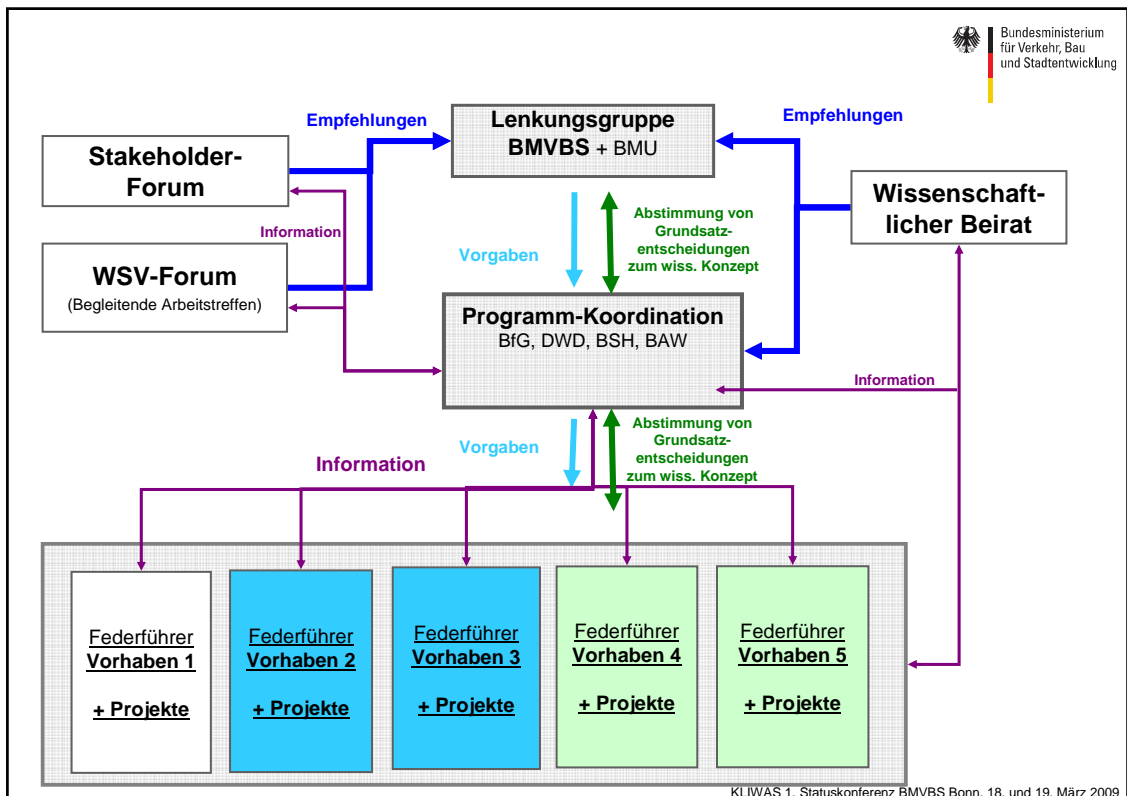 Bundesministerium
für Verkehr, Bau
und Stadtentwicklung
Empfehlungen
Lenkungsgruppe
BMVBS + BMU
Empfehlungen
Stakeholder-
Forum
Wissenschaft-
licher Beirat
Information
Vorgaben
Abstimmung von
Grundsatz-
entscheidungen
zum wiss. Konzept
WSV-Forum
(Begleitende Arbeitstreffen)
Programm-Koordination
BfG, DWD, BSH, BAW
Information
Vorgaben
Abstimmung von
Grundsatz-
entscheidungen
zum wiss. Konzept
Information
Federführer
Vorhaben 1
+ Projekte
Federführer
Vorhaben 2
+ Projekte
Federführer
Vorhaben 3
+ Projekte
Federführer
Vorhaben 4
+ Projekte
Federführer
Vorhaben 5
+ Projekte
KLIWAS 1. Statuskonferenz BMVBS Bonn, 18. und 19. März 2009